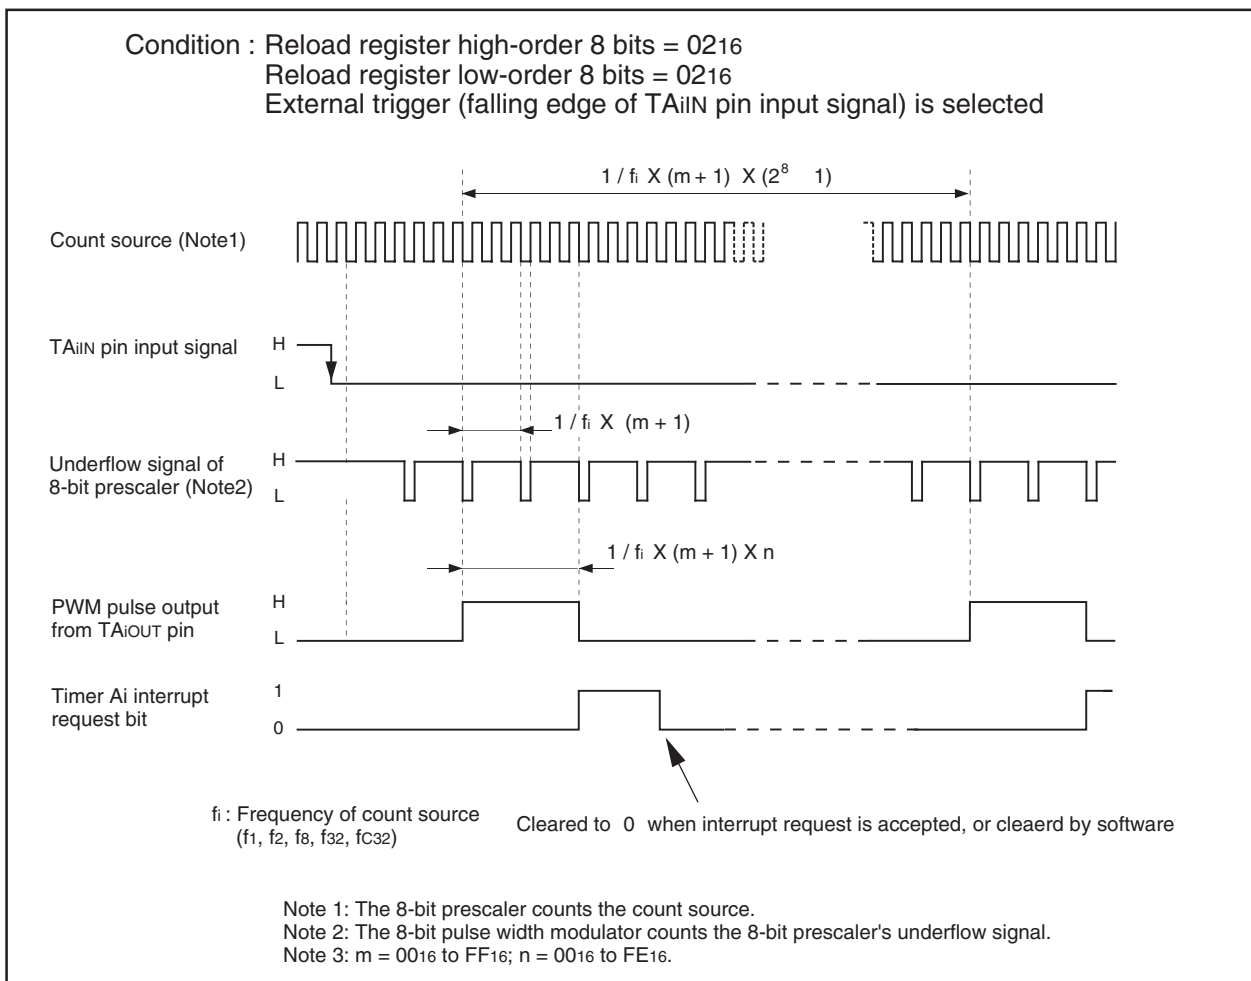 Condition : Reload register high-order 8 bits = 0216
Reload register low-order 8 bits = 0216
External trigger (falling edge of TAiIN pin input signal) is selected
1 / fi X (m + 1) X (2^8 1)
Count source (Note1)
TAiIN pin input signal
H
L
1 / fi X (m + 1)
Underflow signal of
8-bit prescaler (Note2)
H
L
1 / fi X (m + 1) X n
PWM pulse output
from TAiOUT pin
H
L
Timer Ai interrupt
request bit
1
0
fi : Frequency of count source
(f1, f2, f8, f32, fC32)
Cleared to 0 when interrupt request is accepted, or cleaerd by software
Note 1: The 8-bit prescaler counts the count source.
Note 2: The 8-bit pulse width modulator counts the 8-bit prescaler's underflow signal.
Note 3: m = 0016 to FF16; n = 0016 to FE16.